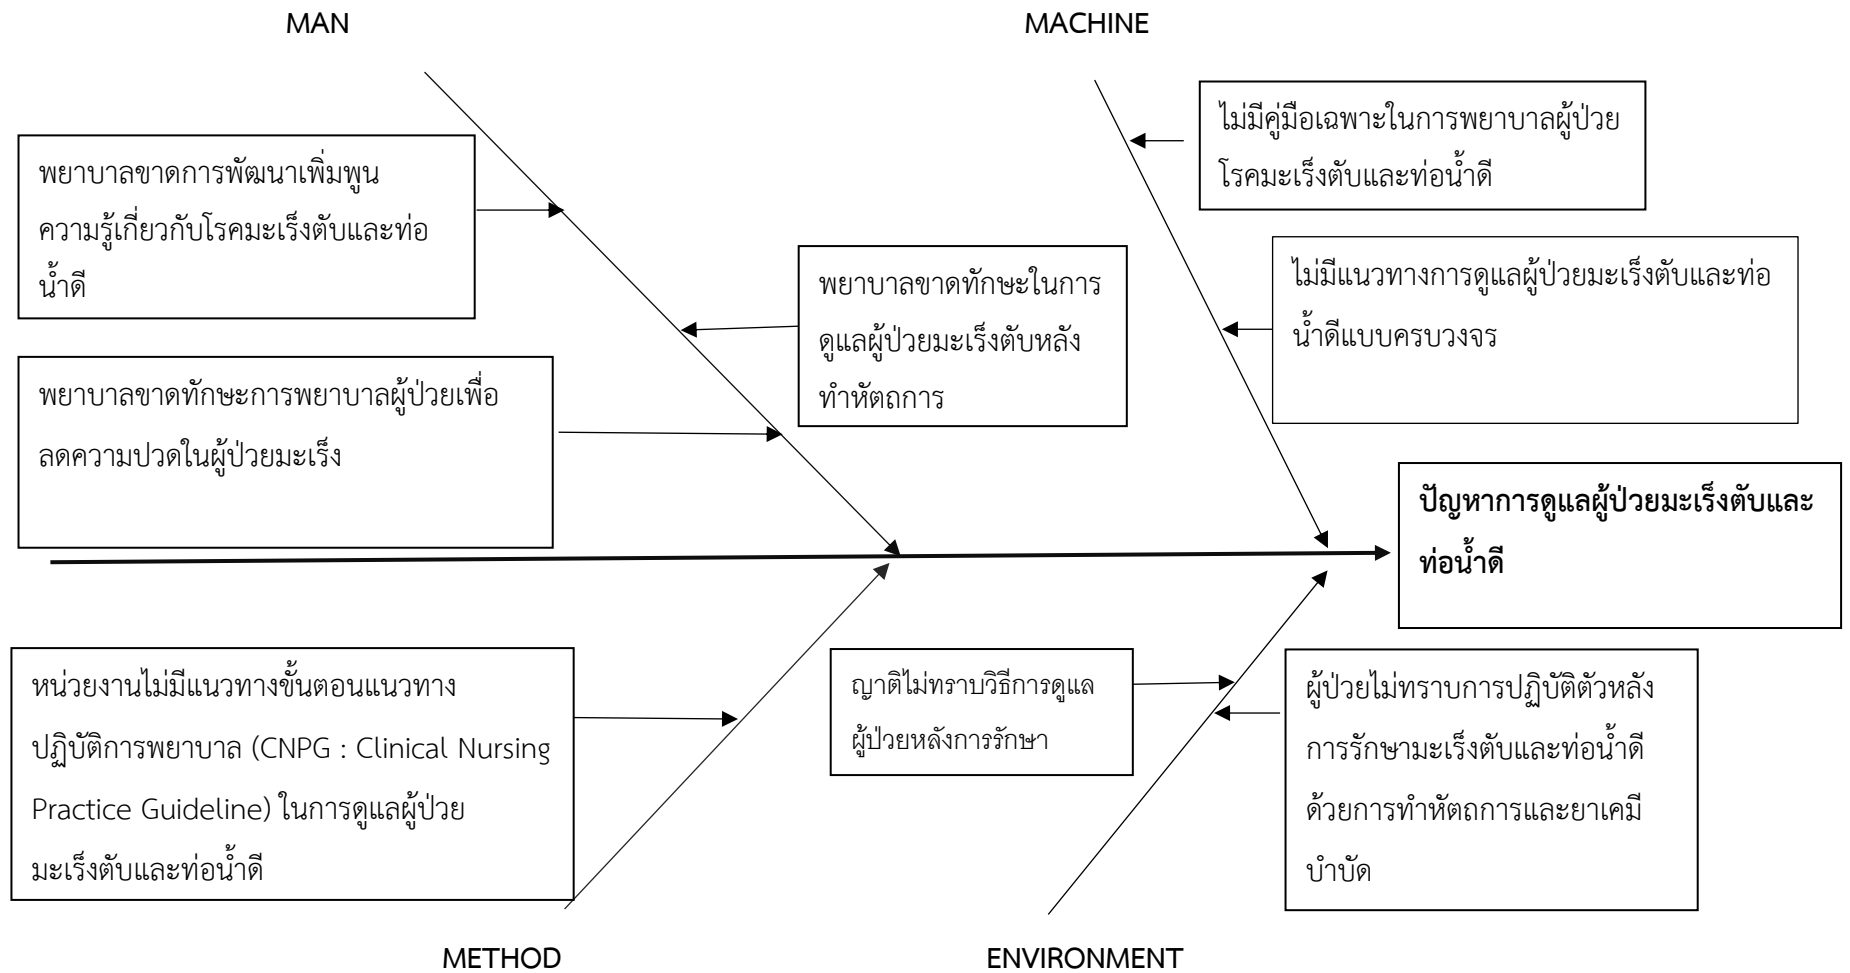 MAN
MACHINE
พยาบาลขาดการพัฒนาเพิ่มพูน
ความรู้เกี่ยวกับโรคมะเร็งตับและท่อ
น้ำดี
พยาบาลขาดทักษะในการ
ดูแลผู้ป่วยมะเร็งตับหลัง
ทำหัตถการ
พยาบาลขาดทักษะการพยาบาลผู้ป่วยเพื่อ
ลดความปวดในผู้ป่วยมะเร็ง
ไม่มีคู่มือเฉพาะในการพยาบาลผู้ป่วย
โรคมะเร็งตับและท่อน้ำดี
ไม่มีแนวทางการดูแลผู้ป่วยมะเร็งตับและท่อ
น้ำดีแบบครบวงจร
ปัญหาการดูแลผู้ป่วยมะเร็งตับและ
ท่อน้ำดี
หน่วยงานไม่มีแนวทางขั้นตอนแนวทาง
ปฏิบัติการพยาบาล (CNPG : Clinical Nursing
Practice Guideline) ในการดูแลผู้ป่วย
มะเร็งตับและท่อน้ำดี
ญาติไม่ทราบวิธีการดูแล
ผู้ป่วยหลังการรักษา
ผู้ป่วยไม่ทราบการปฏิบัติตัวหลัง
การรักษามะเร็งตับและท่อน้ำดี
ด้วยการทำหัตถการและยาเคมี
บำบัด
METHOD
ENVIRONMENT